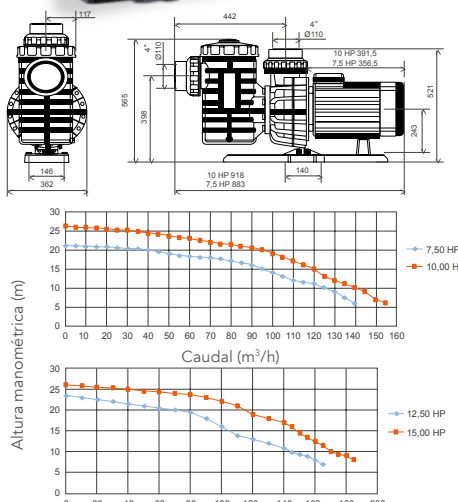 117
442
4"
Ø110
4"
Ø110
10 HP 391,5
7,5 HP 356,5
565
398
521
243
146
362
10 HP 918
7,5 HP 883
140
Altura manométrica (m)
30
25
20
15
10
5
0
0 10 20 30 40 50 60 70 80 90 100 110 120 130 140 150 160
7,50 HP
10,00 H
Caudal (m³/h)
30
25
20
15
10
5
0
12,50 HP
15,00 HP